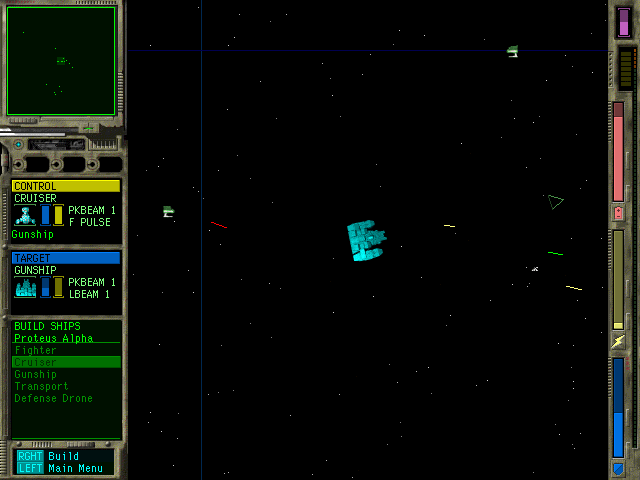 CONTROL
CRUISER
PKBEAM 1
F PULSE
Gunship
TARGET
GUNSHIP
PKBEAM 1
LBEAM 1
BUILD SHIPS
Proteus Alpha
Fighter
Cruiser
Gunship
Transport
Defense Drone
RGHT Build
LEFT Main Menu